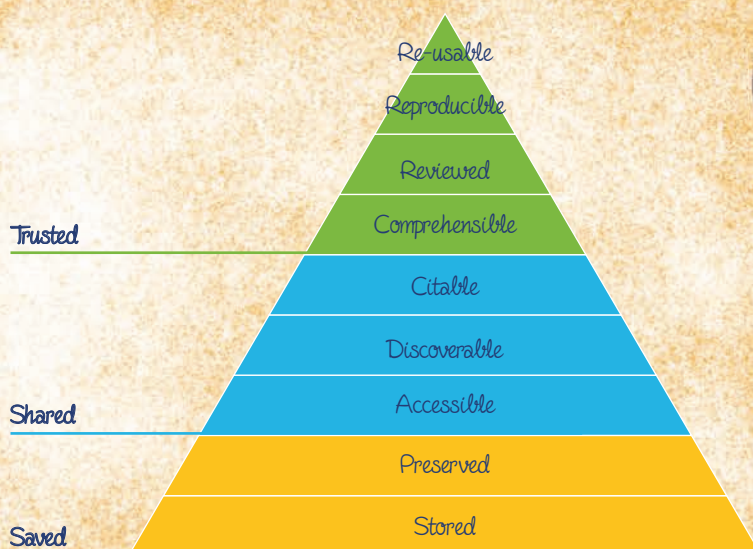 Re-usable
Reproducible
Reviewed
Comprehensible
Trusted
Citable
Discoverable
Accessible
Shared
Preserved
Stored
Saved